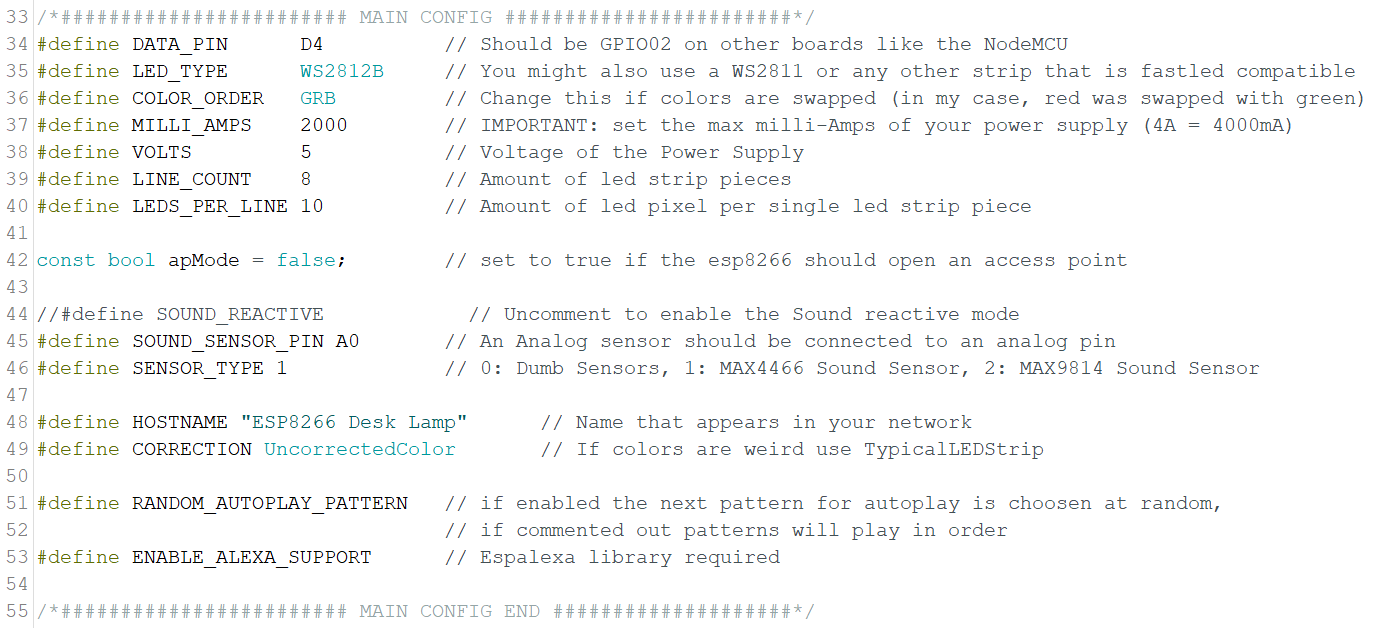 33 /*######################## MAIN CONFIG ########################*/
34 #define DATA_PIN      D4          // Should be GPIO02 on other boards like the NodeMCU
35 #define LED_TYPE      WS2812B     // You might also use a WS2811 or any other strip that is fastled compatible
36 #define COLOR_ORDER   GRB         // Change this if colors are swapped (in my case, red was swapped with green)
37 #define MILLI_AMPS    2000        // IMPORTANT: set the max milli-Amps of your power supply (4A = 4000mA)
38 #define VOLTS         5           // Voltage of the Power Supply
39 #define LINE_COUNT    8           // Amount of led strip pieces
40 #define LEDS_PER_LINE 10          // Amount of led pixel per single led strip piece
41
42 const bool apMode = false;        // set to true if the esp8266 should open an access point
43
44 //#define SOUND_REACTIVE            // Uncomment to enable the Sound reactive mode
45 #define SOUND_SENSOR_PIN A0       // An Analog sensor should be connected to an analog pin
46 #define SENSOR_TYPE 1             // 0: Dumb Sensors, 1: MAX4466 Sound Sensor, 2: MAX9814 Sound Sensor
47
48 #define HOSTNAME "ESP8266 Desk Lamp"      // Name that appears in your network
49 #define CORRECTION UncorrectedColor       // If colors are weird use TypicalLEDStrip
50
51 #define RANDOM_AUTOPLAY_PATTERN   // if enabled the next pattern for autoplay is choosen at random,
52                                   // if commented out patterns will play in order
53 #define ENABLE_ALEXA_SUPPORT      // Espalexa library required
54
55 /*######################## MAIN CONFIG END ####################*/